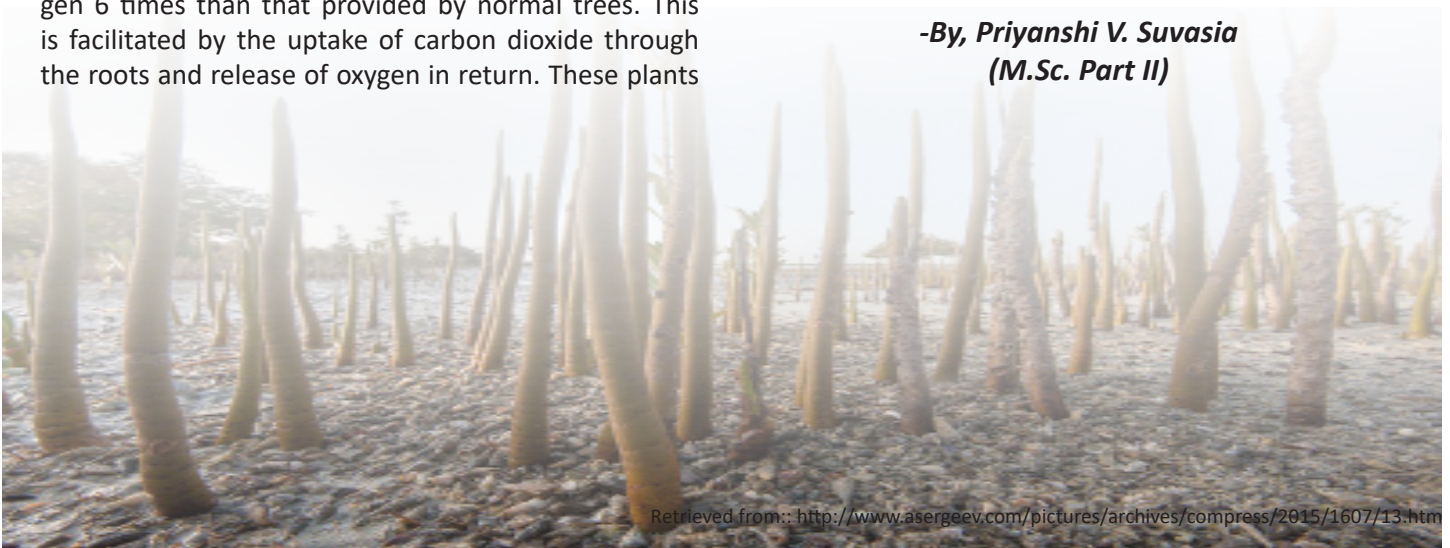 gen 6 times than that provided by normal trees. This
is facilitated by the uptake of carbon dioxide through
the roots and release of oxygen in return. These plants
-By, Priyanshi V. Suvasia
(M.Sc. Part II)
Retrieved from:: http://www.asergeev.com/pictures/archives/compress/2015/1607/13.htm